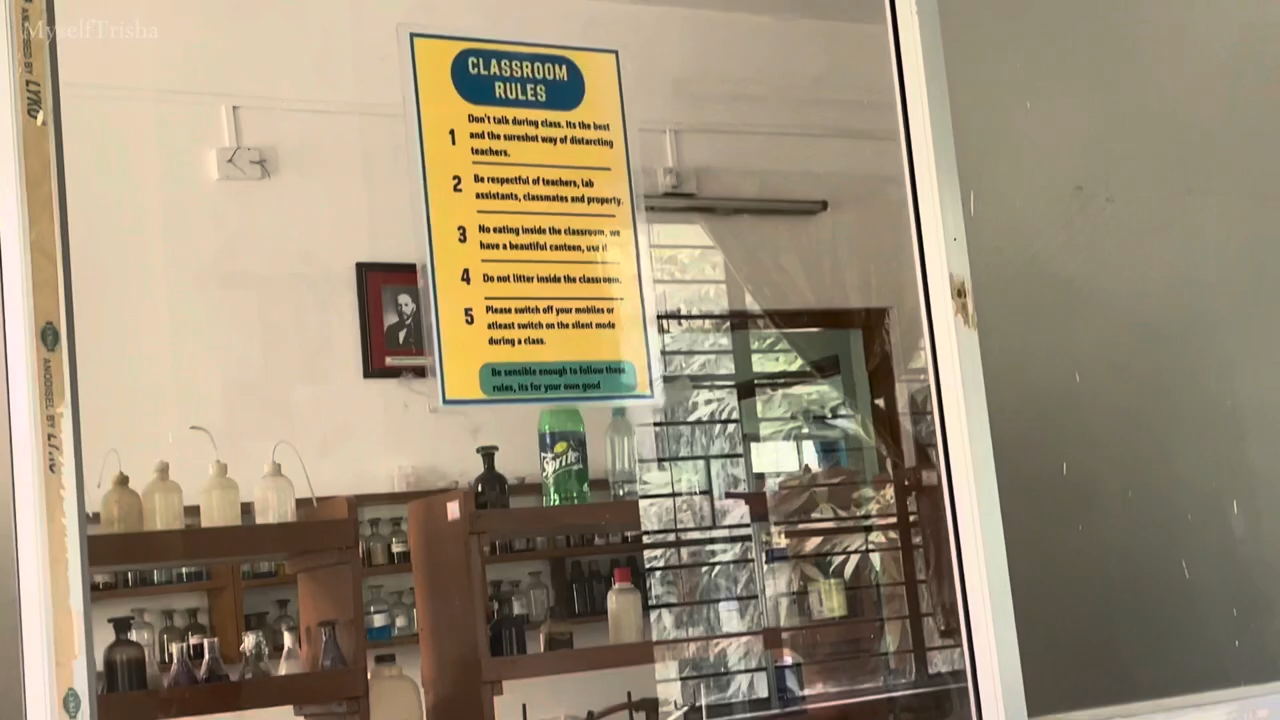 MyselfTrisha
CLASSROOM
RULES
1 Don't talk during class. Its the best
and the sureshot way of distarcting
teachers.
2 Be respectful of teachers, lab
assistants, classmates and property.
3 No eating inside the classroom, we
have a beautiful canteen, use it
4 Do not litter inside the classroom.
5 Please switch off your mobiles or
atleast switch on the silent mode
during a class.
Be sensible enough to follow these
rules, its for your own good
Sprite
ANODISED BY